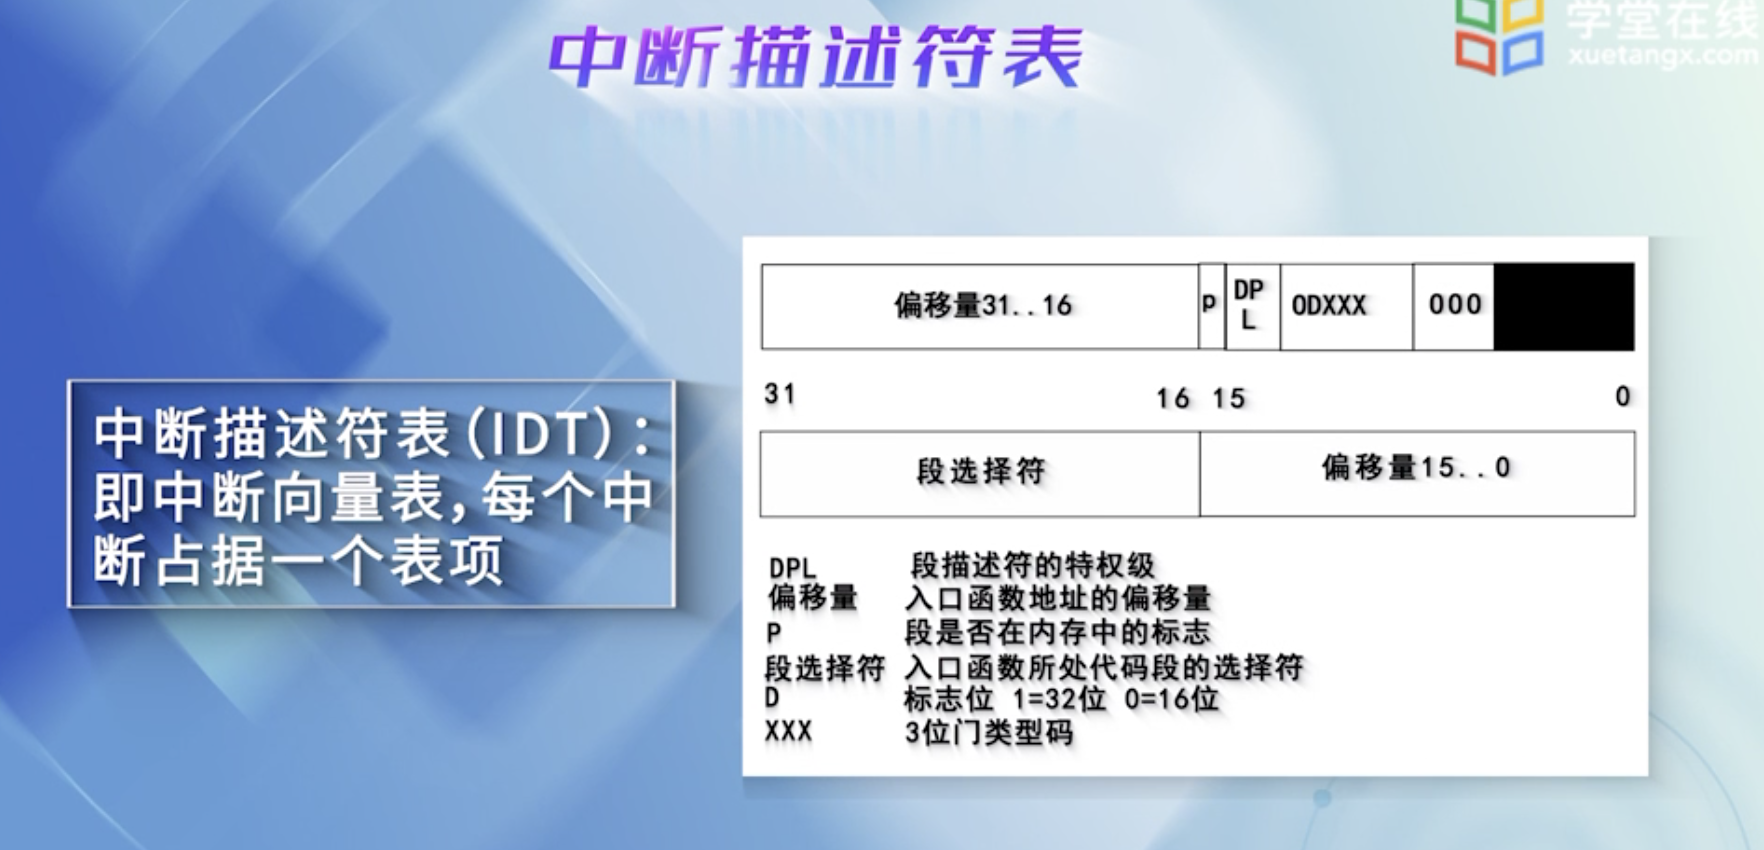 中断描述符表
学堂在线
xuetangx.com
中断描述符表(IDT):
即中断向量表,每个中
断占据一个表项
偏移量31..16 P DP 0DXXX 000
L
31 16 15 0
段选择符 偏移量15..0
DPL 段描述符的特权级
偏移量 入口函数地址的偏移量
P 段是否在内存中的标志
段选择符 入口函数所处代码段的选择符
D 标志位 1=32位 0=16位
XXX 3位门类型码